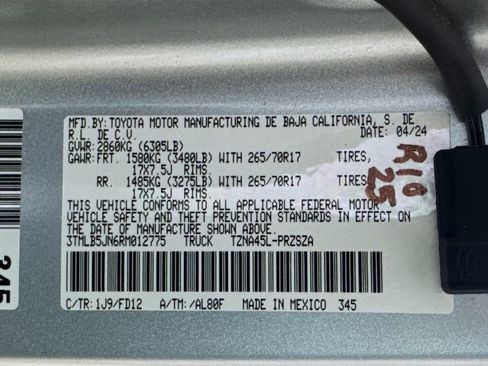 MFD.BY:TOYOTA MOTOR MANUFACTURING DE BAJA CALIFORNIA, S. DE
R.L. DE C.V. DATE: 04/24
GVWR:2860KG (6305LB)
GAWR:FRT. 1580KG (3480LB) WITH 265/70R17 TIRES,
17X7.5J RIMS,
RR. 1485KG (3275LB) WITH 265/70R17 TIRES,
17X7.5J RIMS
THIS VEHICLE CONFORMS TO ALL APPLICABLE FEDERAL MOTOR
VEHICLE SAFETY AND THEFT PREVENTION STANDARDS IN EFFECT ON
THE DATE OF MANUFACTURE SHOWN ABOVE.
3TMLB5JN6RM012775 TRUCK TZNA45L-PRZSZA
C/TR:1J9/FD12 A/TM:/AL80F MADE IN MEXICO 345
R10
25
345